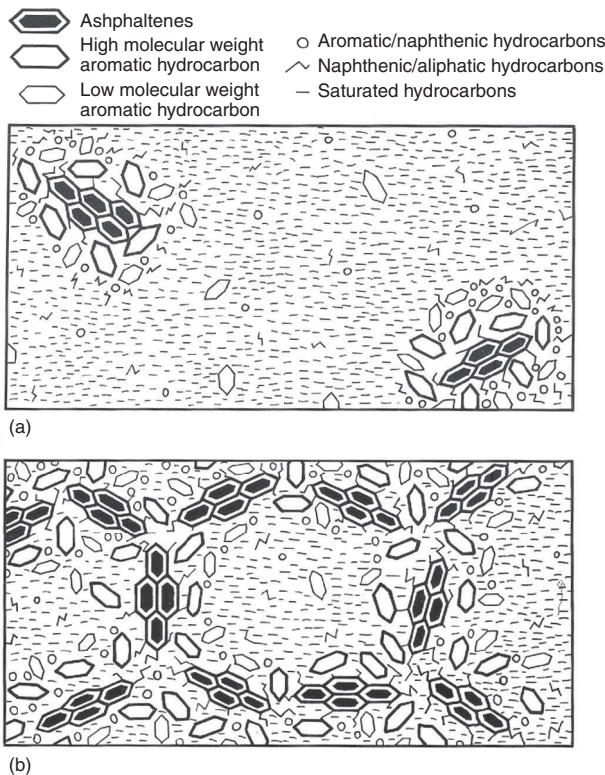 Ashphaltenes
High molecular weight
aromatic hydrocarbon
Low molecular weight
aromatic hydrocarbon
Aromatic/naphthenic hydrocarbons
Naphthenic/aliphatic hydrocarbons
Saturated hydrocarbons
(a)
(b)